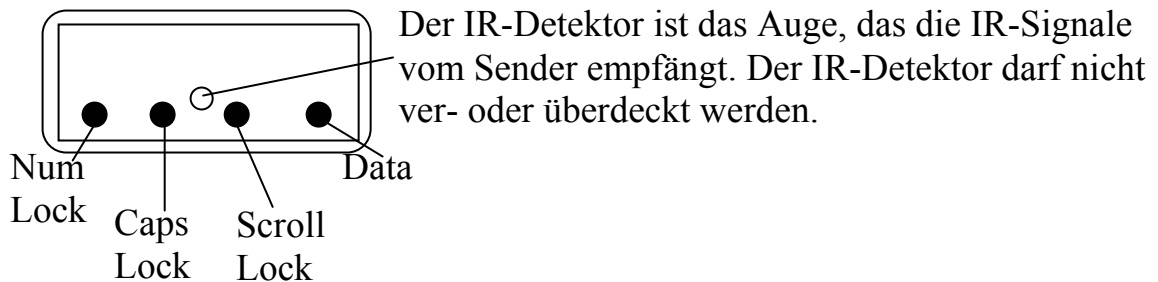 Der IR-Detektor ist das Auge, das die IR-Signale
vom Sender empfängt. Der IR-Detektor darf nicht
ver- oder überdeckt werden.
Num
Lock
Caps
Lock
Scroll
Lock
Data